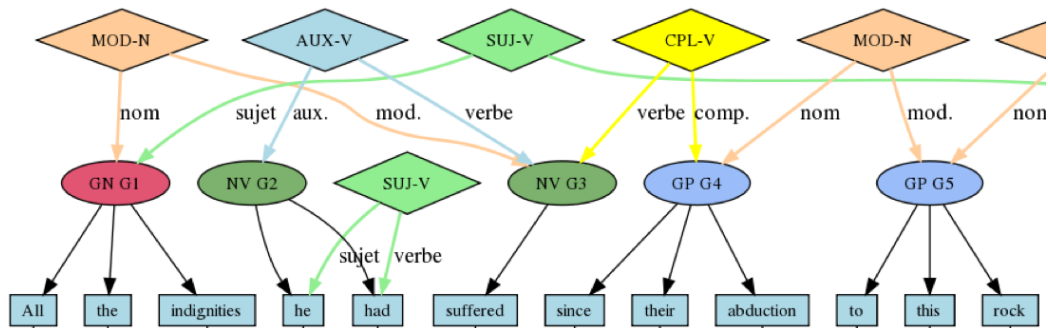 MOD-N AUX-V SUJ-V CPL-V MOD-N
nom sujet aux. mod. verbe verbe comp. nom mod. non
GN G1 NV G2 SUJ-V NV G3 GP G4 GP G5
sujet verbe
All the indignities he had suffered since their abduction to this rock